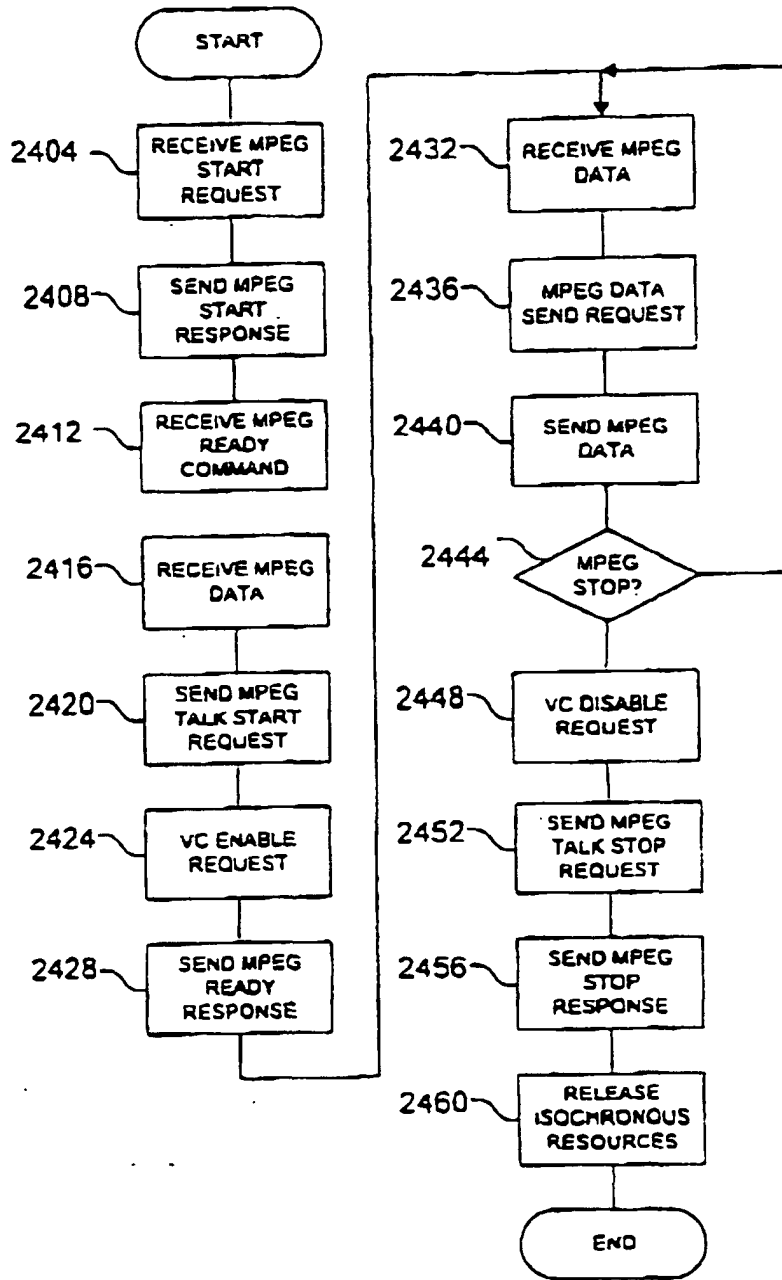 START
2404
RECEIVE MPEG
START
REQUEST
2408
SEND MPEG
START
RESPONSE
2412
RECEIVE MPEG
READY
COMMAND
2416
RECEIVE MPEG
DATA
2420
SEND MPEG
TALK START
REQUEST
2424
VC ENABLE
REQUEST
2428
SEND MPEG
READY
RESPONSE
2432
RECEIVE MPEG
DATA
2436
MPEG DATA
SEND REQUEST
2440
SEND MPEG
DATA
2444
MPEG
STOP?
2448
VC DISABLE
REQUEST
2452
SEND MPEG
TALK STOP
REQUEST
2456
SEND MPEG
STOP
RESPONSE
2460
RELEASE
ISOCHRONOUS
RESOURCES
END